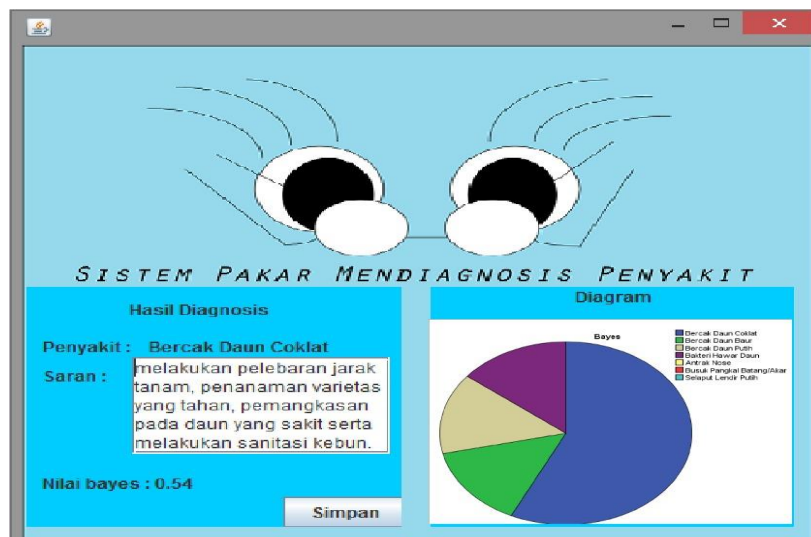 SISTEM PAKAR MENDIAGNOSIS PENYAKIT
Hasil Diagnosis
Penyakit : Bercak Daun Coklat
Saran :
melakukan pelebaran jarak
tanam, penanaman varietas
yang tahan, pemangkasan
pada daun yang sakit serta
melakukan sanitasi kebun.
Nilai bayes : 0.54
Simpan
Diagram
Bayes
Bercak Daun Coklat
Bercak Daun Baur
Bercak Daun Putih
Bakteri Hawar Daun
Antrak Nose
Busuk Pangkal Batang/Akar
Selaput Lendir Putih